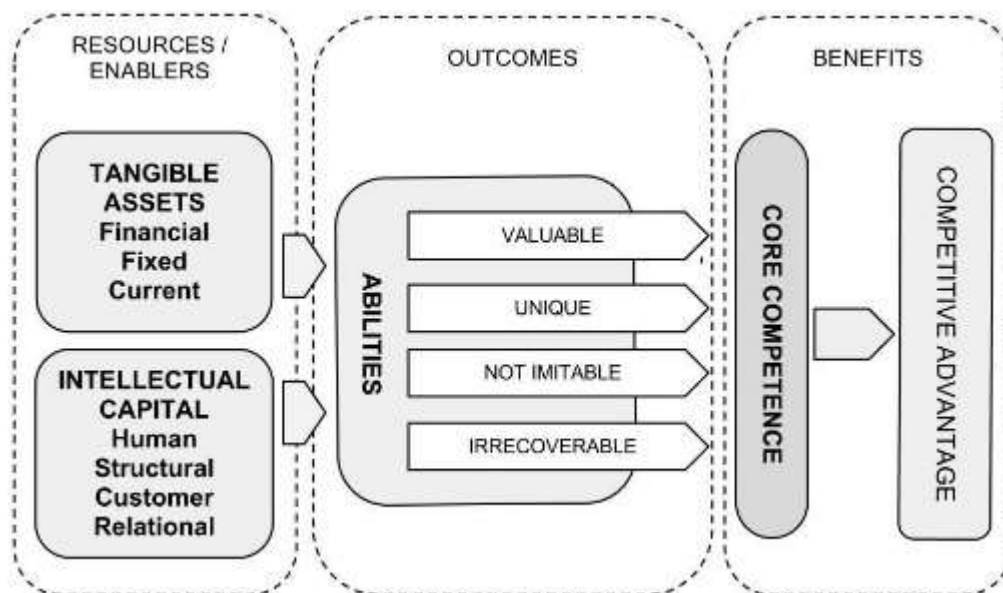 RESOURCES /
ENABLERS
TANGIBLE
ASSETS
Financial
Fixed
Current
INTELLECTUAL
CAPITAL
Human
Structural
Customer
Relational
OUTCOMES
ABILITIES
VALUABLE
UNIQUE
NOT IMITABLE
IRRECOVERABLE
BENEFITS
CORE COMPETENCE
COMPETITIVE ADVANTAGE